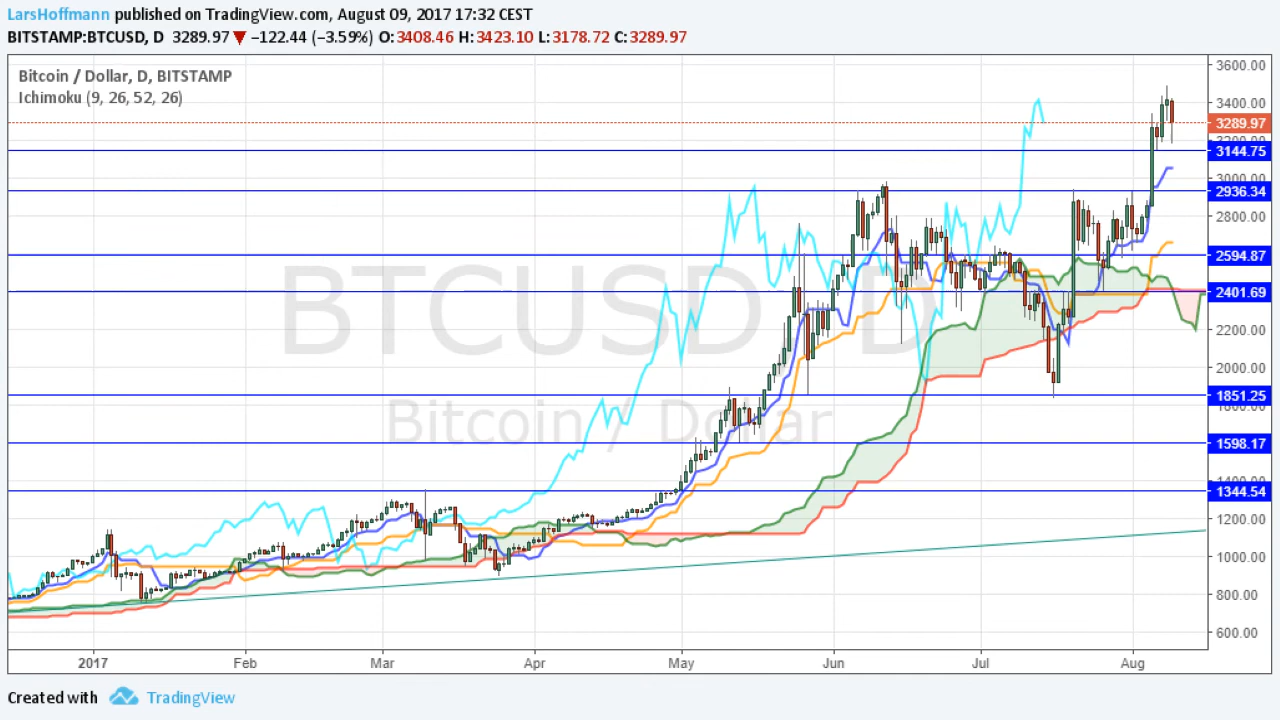 LarsHoffmann published on TradingView.com, August 09, 2017 17:32 CEST
BITSTAMP:BTCUSD, D 3289.97 ▼ −122.44 (−3.59%) O:3408.46 H:3423.10 L:3178.72 C:3289.97
Bitcoin / Dollar, D, BITSTAMP
Ichimoku (9, 26, 52, 26)
BTCUSD, D
Bitcoin / Dollar
3600.00
3400.00
3289.97
3200.00
3144.75
3000.00
2936.34
2800.00
2594.87
2401.69
2200.00
2000.00
1851.25
1800.00
1598.17
1400.00
1344.54
1200.00
1000.00
800.00
600.00
2017 Feb Mar Apr May Jun Jul Aug
Created with TradingView